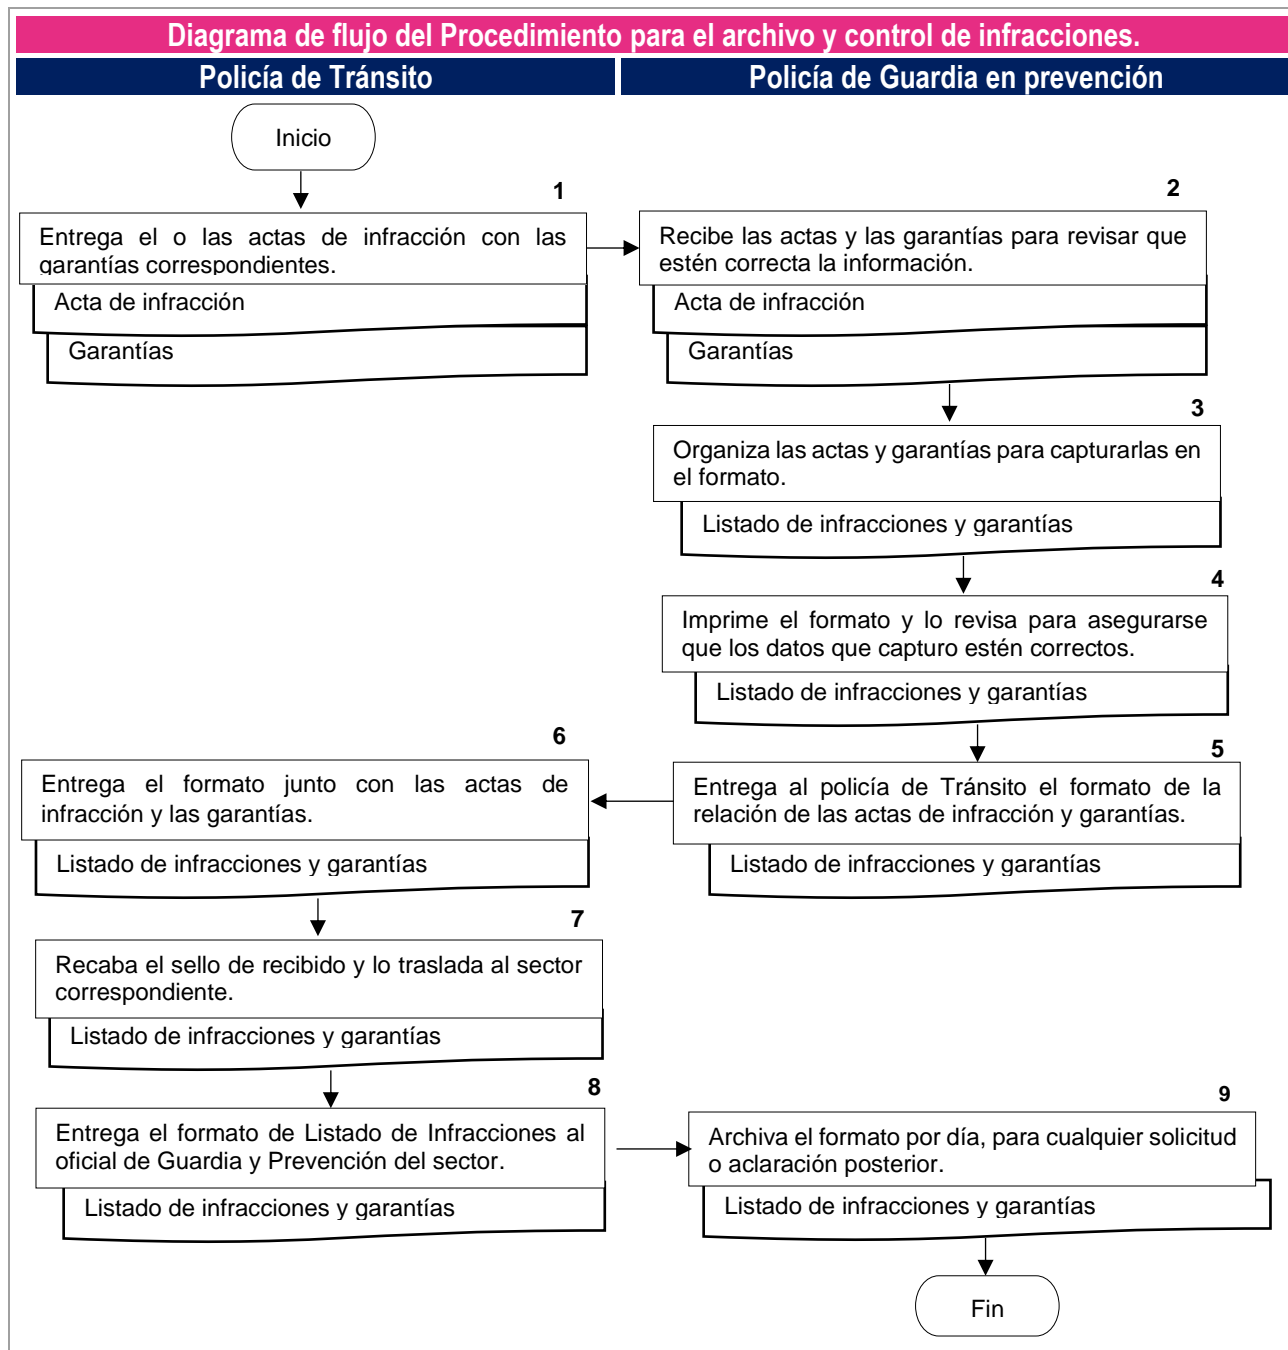 Diagrama de flujo del Procedimiento para el archivo y control de infracciones.
Policía de Tránsito
Policía de Guardia en prevención
Inicio
1
Entrega el o las actas de infracción con las
garantías correspondientes.
Acta de infracción
Garantías
2
Recibe las actas y las garantías para revisar que
estén correcta la información.
Acta de infracción
Garantías
3
Organiza las actas y garantías para capturarlas en
el formato.
Listado de infracciones y garantías
4
Imprime el formato y lo revisa para asegurarse
que los datos que capturo estén correctos.
Listado de infracciones y garantías
5
Entrega al policía de Tránsito el formato de la
relación de las actas de infracción y garantías.
Listado de infracciones y garantías
6
Entrega el formato junto con las actas de
infracción y las garantías.
Listado de infracciones y garantías
7
Recaba el sello de recibido y lo traslada al sector
correspondiente.
Listado de infracciones y garantías
8
Entrega el formato de Listado de Infracciones al
oficial de Guardia y Prevención del sector.
Listado de infracciones y garantías
9
Archiva el formato por día, para cualquier solicitud
o aclaración posterior.
Listado de infracciones y garantías
Fin